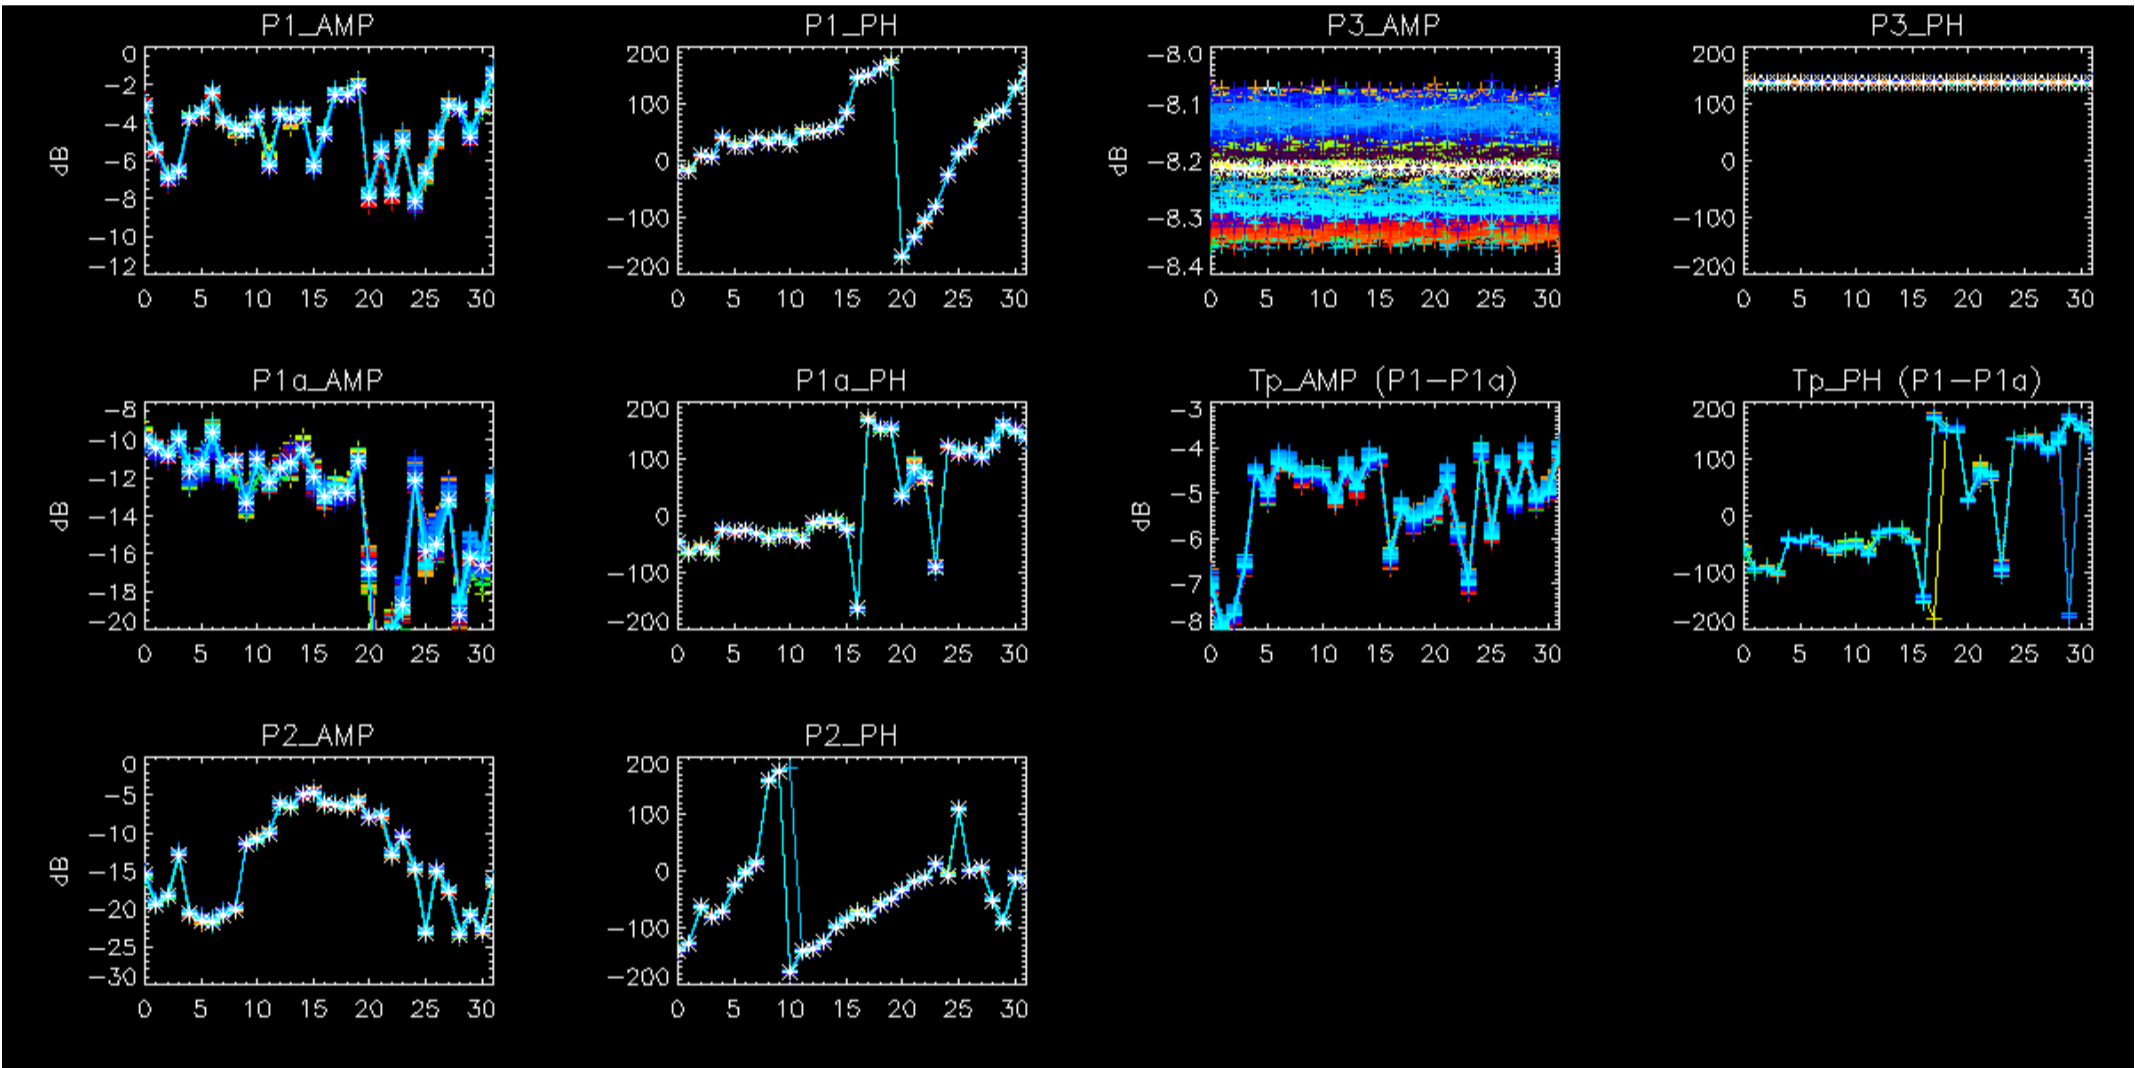 P1_AMP
dB
0
−2
−4
−6
−8
−10
−12
0 5 10 15 20 25 30
P1_PH
200
100
0
−100
−200
0 5 10 15 20 25 30
P3_AMP
dB
−8.0
−8.1
−8.2
−8.3
−8.4
0 5 10 15 20 25 30
P3_PH
200
100
0
−100
−200
0 5 10 15 20 25 30
P1a_AMP
dB
−8
−10
−12
−14
−16
−18
−20
0 5 10 15 20 25 30
P1a_PH
200
100
0
−100
−200
0 5 10 15 20 25 30
Tp_AMP (P1−P1a)
dB
−3
−4
−5
−6
−7
−8
0 5 10 15 20 25 30
Tp_PH (P1−P1a)
200
100
0
−100
−200
0 5 10 15 20 25 30
P2_AMP
dB
0
−5
−10
−15
−20
−25
−30
0 5 10 15 20 25 30
P2_PH
200
100
0
−100
−200
0 5 10 15 20 25 30